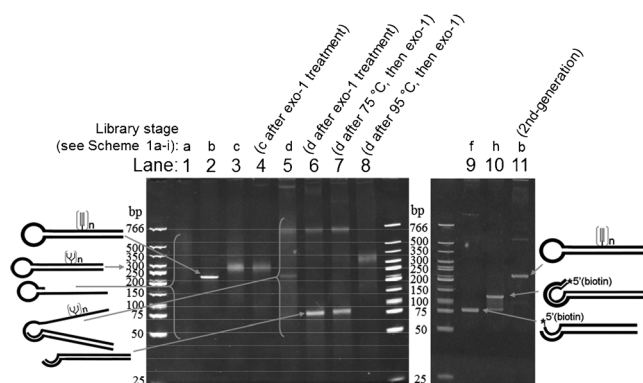 (c after exo-1 treatment)
(d after exo-1 treatment)
(d after 75 °C, then exo-1)
(d after 95 °C, then exo-1)
(2nd-generation)
Library stage
(see Scheme 1a-i): a b c d f h b
Lane: 1 2 3 4 5 6 7 8 9 10 11
bp bp
766 766
500 500
350
300 300
250 250
200 200
150 150
100 100
75 75
50 50
25 25
n
(Ψ)n
(Ψ)n
n
*5'(biotin)
*5'(biotin)